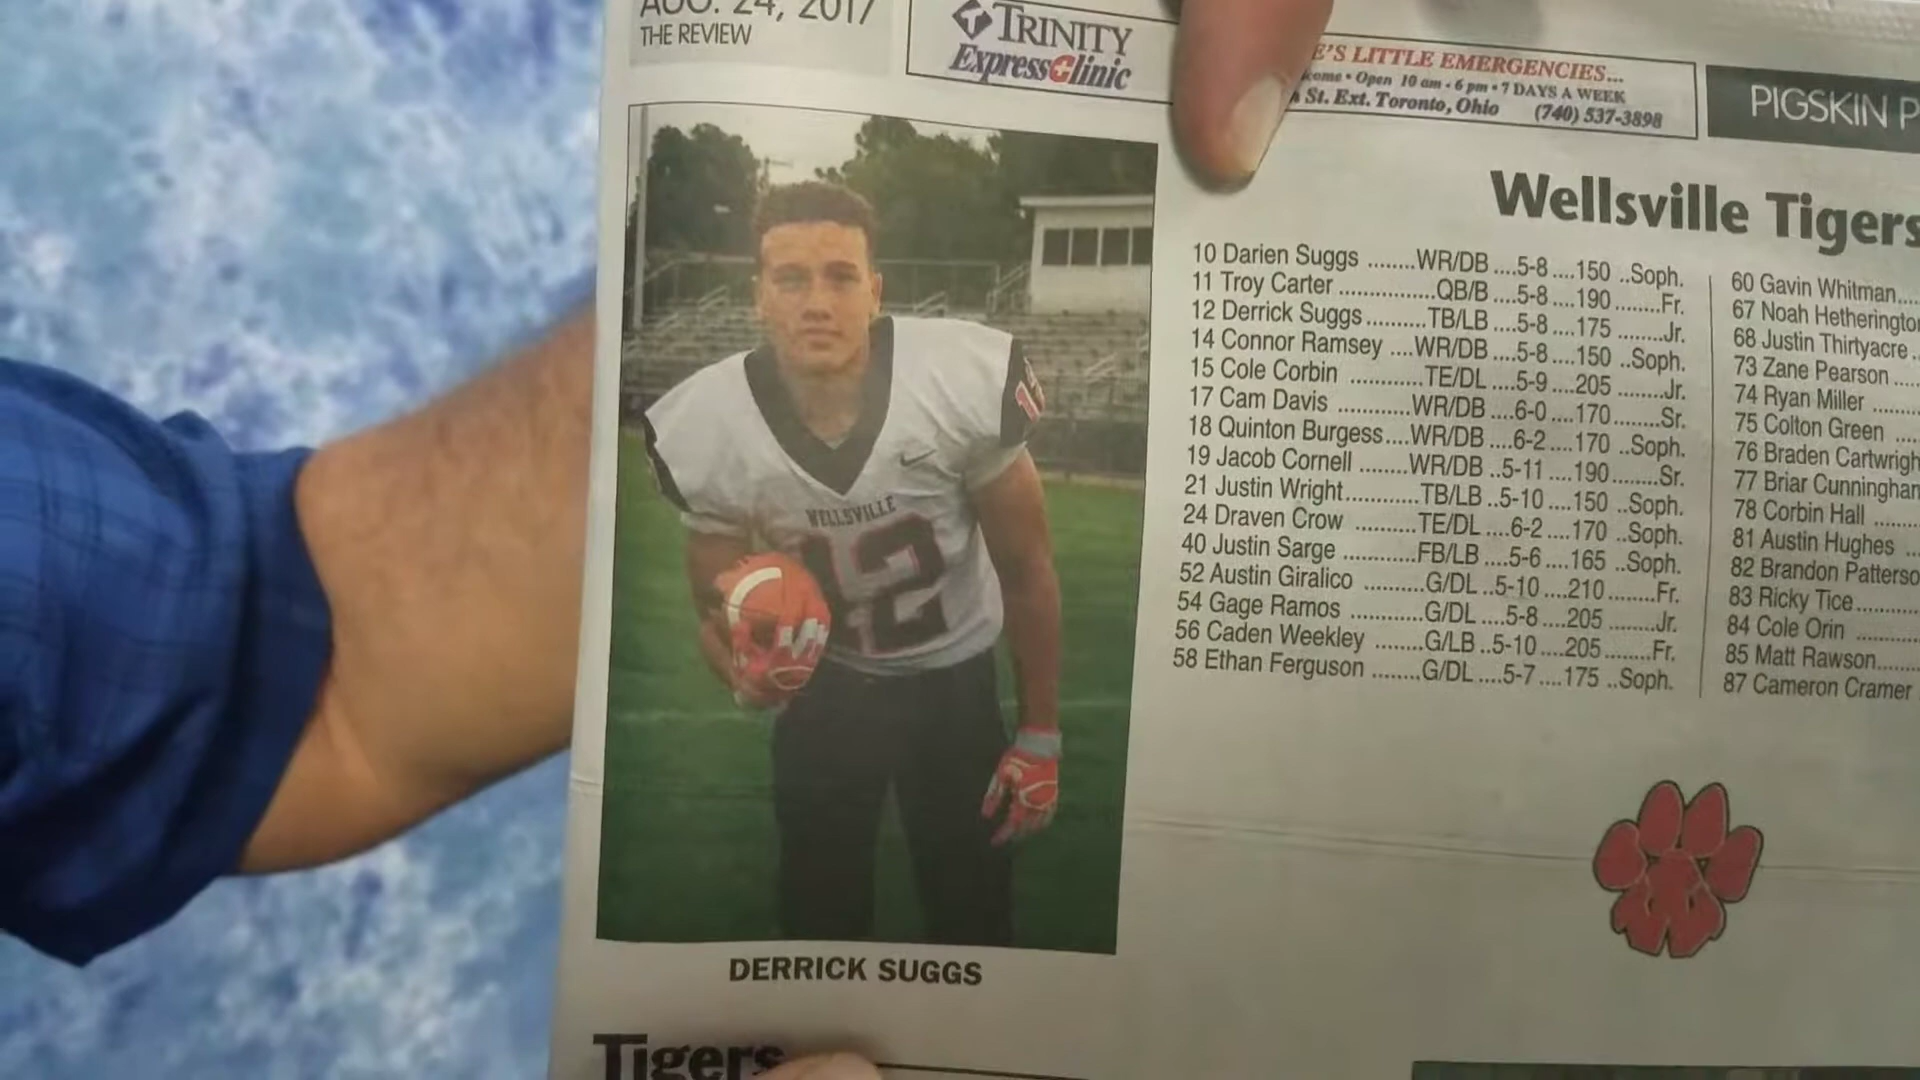 AUG. 24, 2017
THE REVIEW
TRINITY
ExpressClinic
E'S LITTLE EMERGENCIES...
come • Open 10 am - 6 pm • 7 DAYS A WEEK
St. Ext. Toronto, Ohio (740) 537-3898
PIGSKIN P
Wellsville Tigers
10 Darien Suggs ........WR/DB ....5-8 ....150 ..Soph.
11 Troy Carter ................QB/B ....5-8 ....190 ........Fr.
12 Derrick Suggs ..........TB/LB ....5-8 ....175 ........Jr.
14 Connor Ramsey ....WR/DB ....5-8 ....150 ..Soph.
15 Cole Corbin ............TE/DL ....5-9 ....205 ........Jr.
17 Cam Davis ............WR/DB ....6-0 ....170 ........Sr.
18 Quinton Burgess....WR/DB ....6-2 ....170 ..Soph.
19 Jacob Cornell ........WR/DB ..5-11 ....190 ........Sr.
21 Justin Wright............TB/LB ..5-10 ....150 ..Soph.
24 Draven Crow ..........TE/DL ....6-2 ....170 ..Soph.
40 Justin Sarge ............FB/LB ....5-6 ....165 ..Soph.
52 Austin Giralico ..........G/DL ..5-10 ....210 ........Fr.
54 Gage Ramos ............G/DL ....5-8 ....205 ........Jr.
56 Caden Weekley ........G/LB ..5-10 ....205 ........Fr.
58 Ethan Ferguson ........G/DL ....5-7 ....175 ..Soph.
60 Gavin Whitman....
67 Noah Hetherington
68 Justin Thirtyacre ..
73 Zane Pearson .....
74 Ryan Miller ........
75 Colton Green ....
76 Braden Cartwrigh
77 Briar Cunningham
78 Corbin Hall ........
81 Austin Hughes ...
82 Brandon Patterso
83 Ricky Tice..........
84 Cole Orin ..........
85 Matt Rawson.......
87 Cameron Cramer
WELLSVILLE
12
DERRICK SUGGS
Tigers